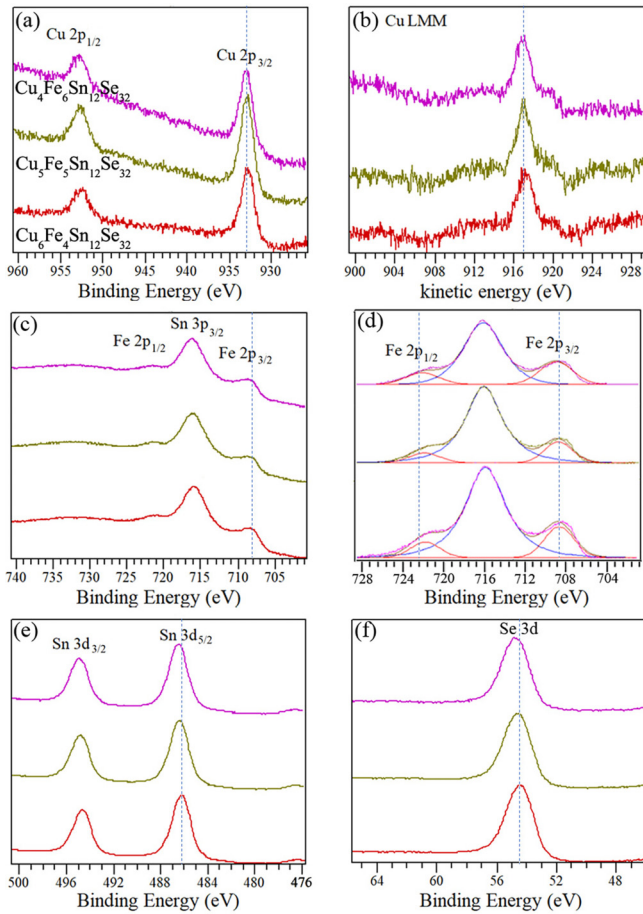 (a)
Cu 2p1/2
Cu 2p3/2
Cu4Fe6Sn12Se32
Cu5Fe5Sn12Se32
Cu6Fe4Sn12Se32
960 955 950 945 940 935 930
Binding Energy (eV)
(b)
Cu LMM
900 904 908 912 916 920 924 928
kinetic energy (eV)
(c)
Sn 3p3/2
Fe 2p1/2
Fe 2p3/2
740 730 725 720 715 710 705
Binding Energy (eV)
(d)
Fe 2p1/2
Fe 2p3/2
728 724 720 716 712 708 704
Binding Energy (eV)
(e)
Sn 3d3/2
Sn 3d5/2
500 496 492 488 484 480 476
Binding Energy (eV)
(f)
Se 3d
64 60 56 52 48
Binding Energy (eV)